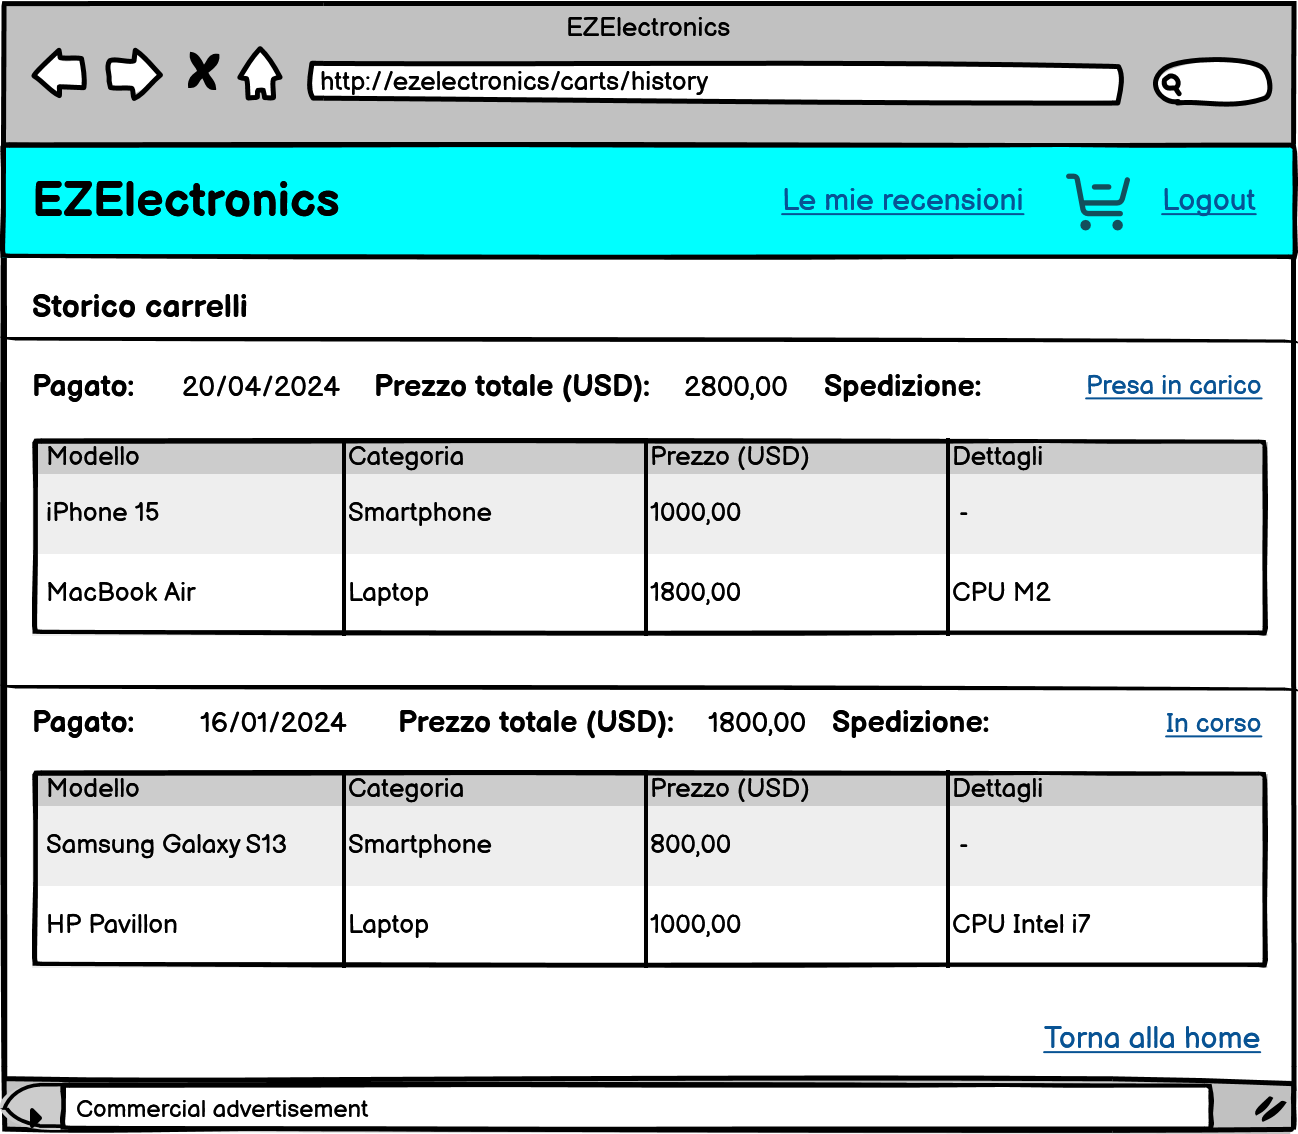 EZElectronics
http://ezelectronics/carts/history
EZElectronics Le mie recensioni Logout
Storico carrelli
Pagato: 20/04/2024 Prezzo totale (USD): 2800,00 Spedizione: Presa in carico
Modello Categoria Prezzo (USD) Dettagli
iPhone 15 Smartphone 1000,00 -
MacBook Air Laptop 1800,00 CPU M2
Pagato: 16/01/2024 Prezzo totale (USD): 1800,00 Spedizione: In corso
Modello Categoria Prezzo (USD) Dettagli
Samsung Galaxy S13 Smartphone 800,00 -
HP Pavillon Laptop 1000,00 CPU Intel i7
Torna alla home
Commercial advertisement